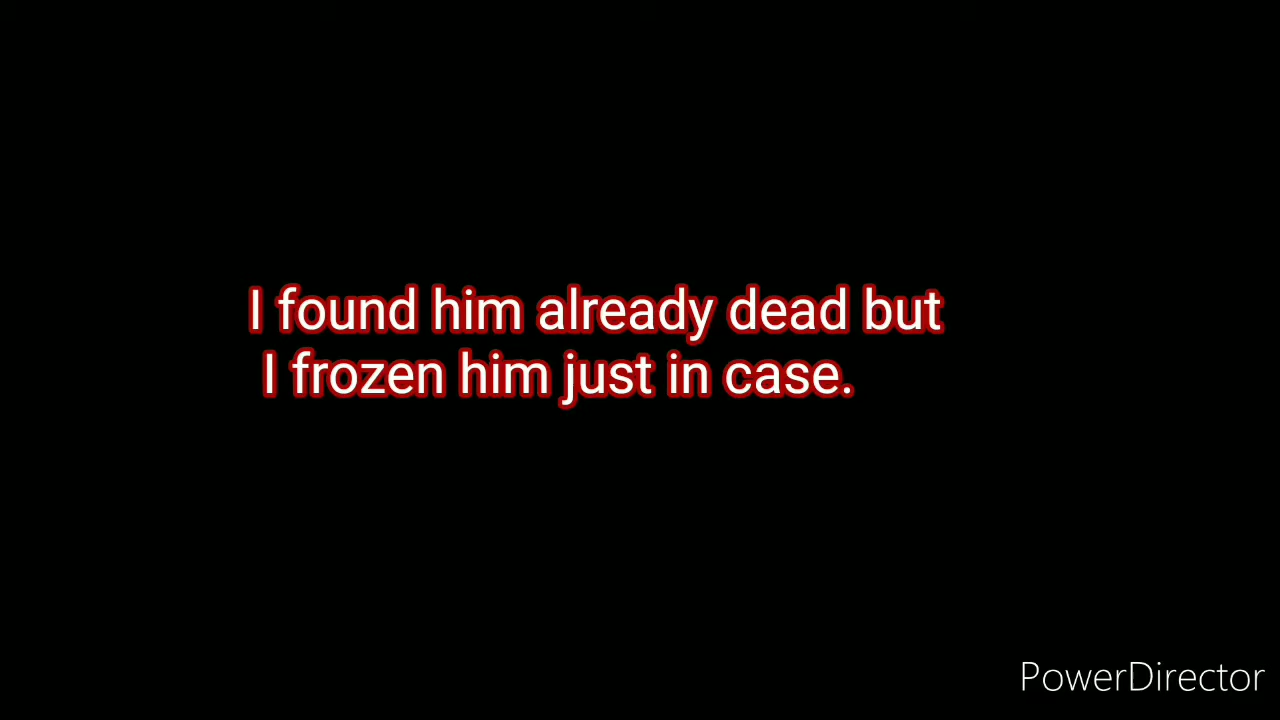 I found him already dead but
I frozen him just in case.
PowerDirector